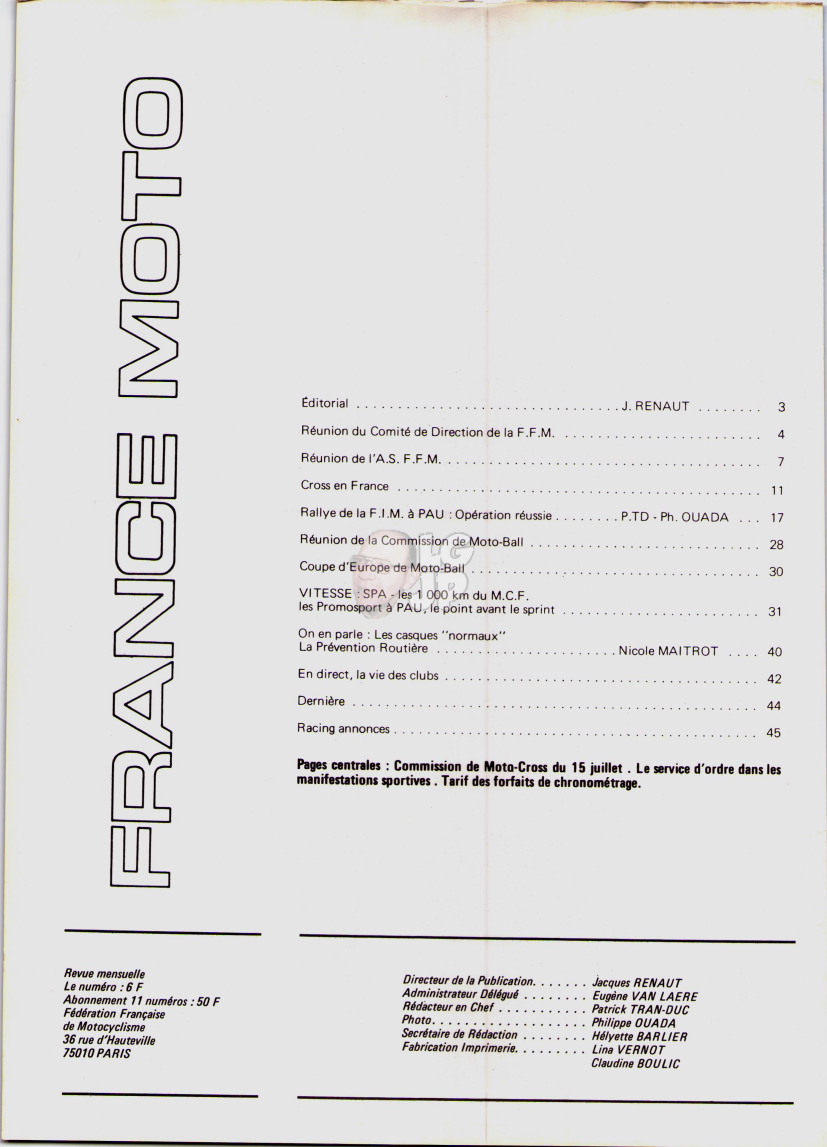 FRANCE MOTO
Éditorial . . . . . . . . . . . . . . . . . . . . . . . . . . . . . . . J. RENAUT . . . . . . . . 3
Réunion du Comité de Direction de la F.F.M. . . . . . . . . . . . . . . . . . . . . . . . . 4
Réunion de l'A.S. F.F.M. . . . . . . . . . . . . . . . . . . . . . . . . . . . . . . . . . . . . . 7
Cross en France . . . . . . . . . . . . . . . . . . . . . . . . . . . . . . . . . . . . . . . . . . . 11
Rallye de la F.I.M. à PAU : Opération réussie . . . . . . . . P.TD - Ph. OUADA . . . 17
Réunion de la Commission de Moto-Ball . . . . . . . . . . . . . . . . . . . . . . . . . . . 28
Coupe d'Europe de Moto-Ball . . . . . . . . . . . . . . . . . . . . . . . . . . . . . . . . . . 30
VITESSE : SPA - les 1 000 km du M.C.F.
les Promosport à PAU, le point avant le sprint . . . . . . . . . . . . . . . . . . . . . . . 31
On en parle : Les casques "normaux"
La Prévention Routière . . . . . . . . . . . . . . . . . . . . . . Nicole MAITROT . . . . 40
En direct, la vie des clubs . . . . . . . . . . . . . . . . . . . . . . . . . . . . . . . . . . . . . 42
Dernière . . . . . . . . . . . . . . . . . . . . . . . . . . . . . . . . . . . . . . . . . . . . . . . . 44
Racing annonces . . . . . . . . . . . . . . . . . . . . . . . . . . . . . . . . . . . . . . . . . . . 45
Pages centrales : Commission de Moto-Cross du 15 juillet . Le service d'ordre dans les
manifestations sportives . Tarif des forfaits de chronométrage.
Revue mensuelle
Le numéro : 6 F
Abonnement 11 numéros : 50 F
Fédération Française
de Motocyclisme
36 rue d'Hauteville
75010 PARIS
Directeur de la Publication. . . . . . . Jacques RENAUT
Administrateur Délégué . . . . . . . . Eugène VAN LAERE
Rédacteur en Chef . . . . . . . . . . . Patrick TRAN-DUC
Photo. . . . . . . . . . . . . . . . . . . Philippe OUADA
Secrétaire de Rédaction . . . . . . . . Hélyette BARLIER
Fabrication Imprimerie. . . . . . . . . Lina VERNOT
Claudine BOULIC